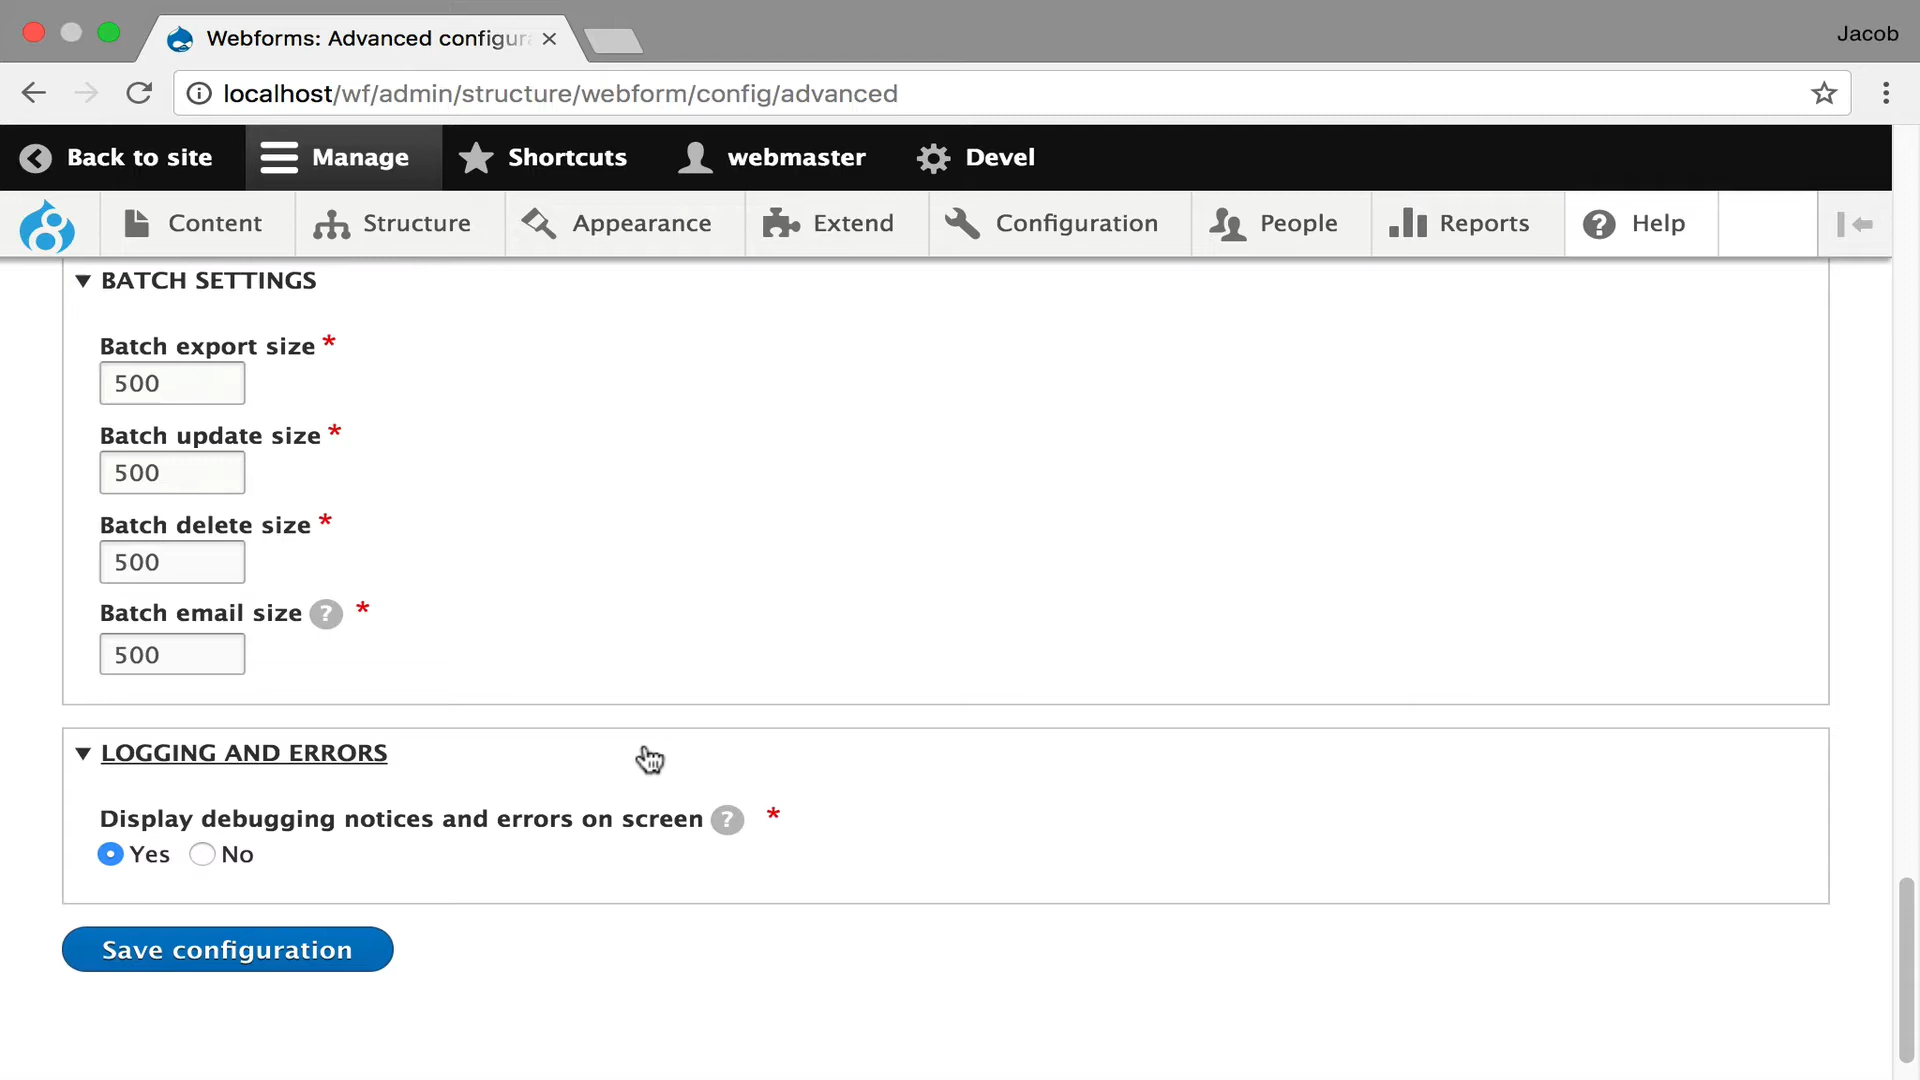 Webforms: Advanced configur
Jacob
localhost/wf/admin/structure/webform/config/advanced
Back to site Manage Shortcuts webmaster Devel
Content Structure Appearance Extend Configuration People Reports Help
BATCH SETTINGS
Batch export size *
500
Batch update size *
500
Batch delete size *
500
Batch email size ? *
500
LOGGING AND ERRORS
Display debugging notices and errors on screen ? *
Yes No
Save configuration